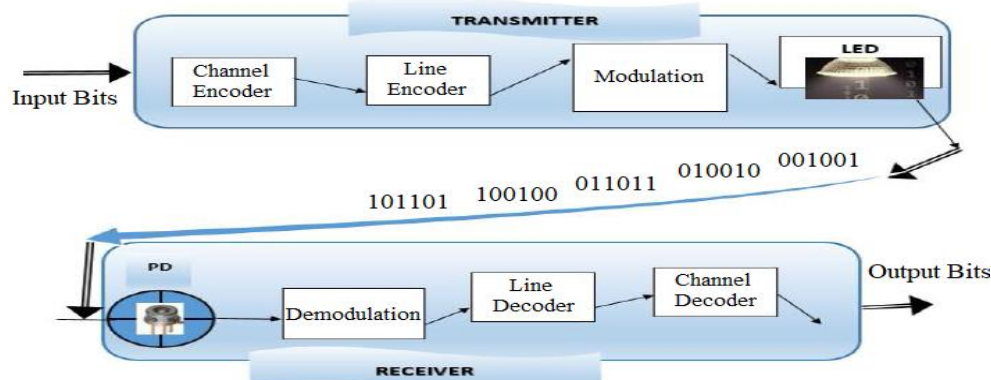 TRANSMITTER
Input Bits
Channel
Encoder
Line
Encoder
Modulation
LED
101101 100100 011011 010010 001001
PD
Demodulation
Line
Decoder
Channel
Decoder
Output Bits
RECEIVER